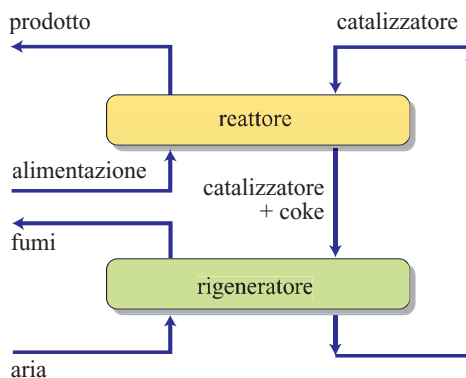 prodotto
catalizzatore
reattore
alimentazione
catalizzatore
+ coke
fumi
rigeneratore
aria